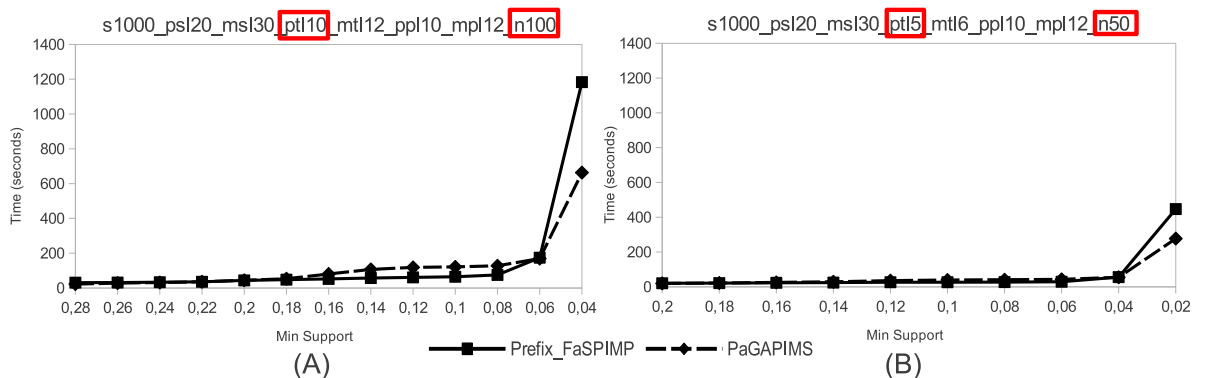 s1000_psl20_msl30_ptl10_mtl12_ppl10_mpl12_n100
1400
1200
1000
800
600
400
200
0
Time (seconds)
0,28 0,26 0,24 0,22 0,2 0,18 0,16 0,14 0,12 0,1 0,08 0,06 0,04
Min Support
(A)
s1000_psl20_msl30_ptl5_mtl6_ppl10_mpl12_n50
1400
1200
1000
800
600
400
200
0
Time (seconds)
0,2 0,18 0,16 0,14 0,12 0,1 0,08 0,06 0,04 0,02
Min Support
(B)
Prefix_FaSPIMP PaGAPIMS